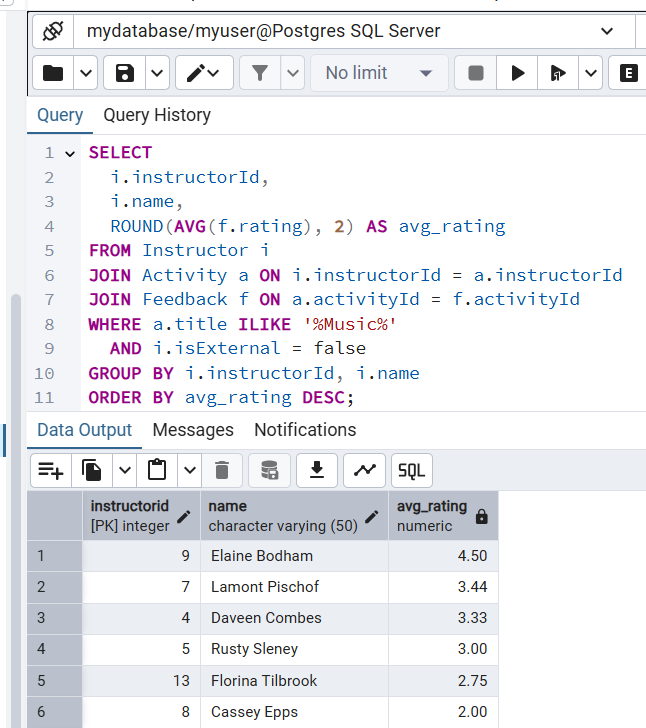 mydatabase/myuser@Postgres SQL Server
No limit
E
Query Query History
1 SELECT
2 i.instructorId,
3 i.name,
4 ROUND(AVG(f.rating), 2) AS avg_rating
5 FROM Instructor i
6 JOIN Activity a ON i.instructorId = a.instructorId
7 JOIN Feedback f ON a.activityId = f.activityId
8 WHERE a.title ILIKE '%Music%'
9 AND i.isExternal = false
10 GROUP BY i.instructorId, i.name
11 ORDER BY avg_rating DESC;
Data Output Messages Notifications
SQL
instructorid name avg_rating
[PK] integer character varying (50) numeric
1 9 Elaine Bodham 4.50
2 7 Lamont Pischof 3.44
3 4 Daveen Combes 3.33
4 5 Rusty Sleney 3.00
5 13 Florina Tilbrook 2.75
6 8 Cassey Epps 2.00